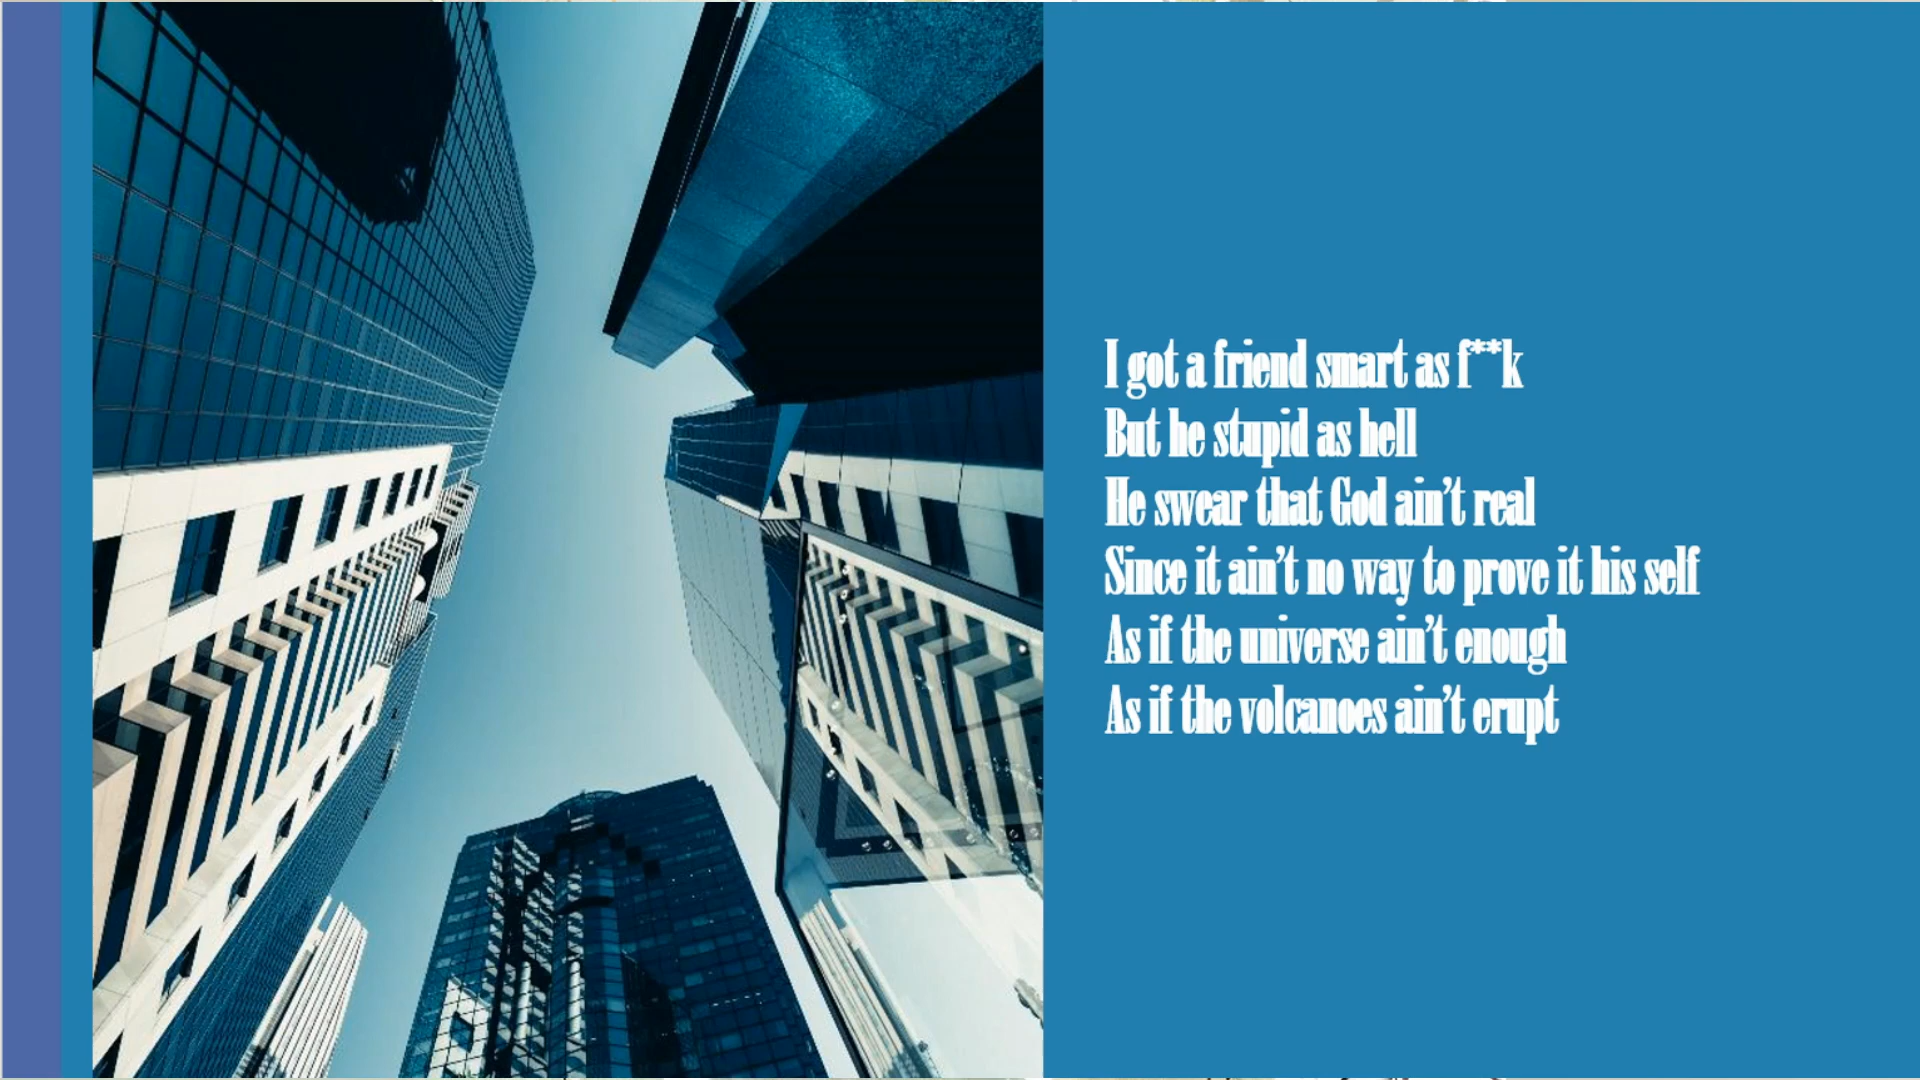 I got a friend smart as f**k
But he stupid as hell
He swear that God ain’t real
Since it ain’t no way to prove it his self
As if the universe ain’t enough
As if the volcanoes ain’t erupt